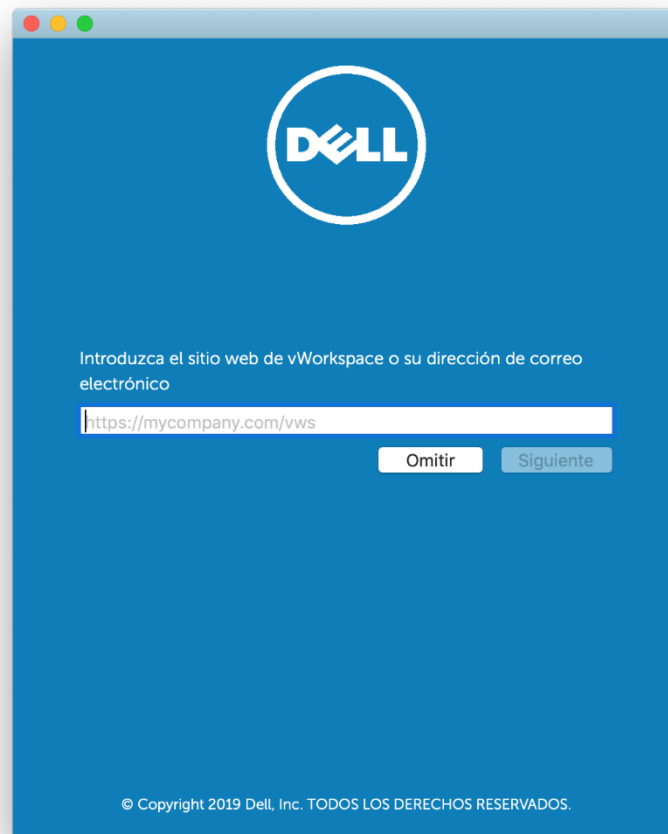 DELL
Introduzca el sitio web de vWorkspace o su dirección de correo
electrónico
https://mycompany.com/vws
Omitir Siguiente
© Copyright 2019 Dell, Inc. TODOS LOS DERECHOS RESERVADOS.